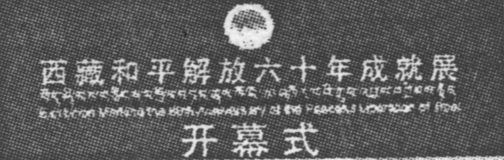 西藏和平解放六十年成就展
Exhibition Marking the 60th Anniversary of the Peaceful Liberation of Tibet
开幕式